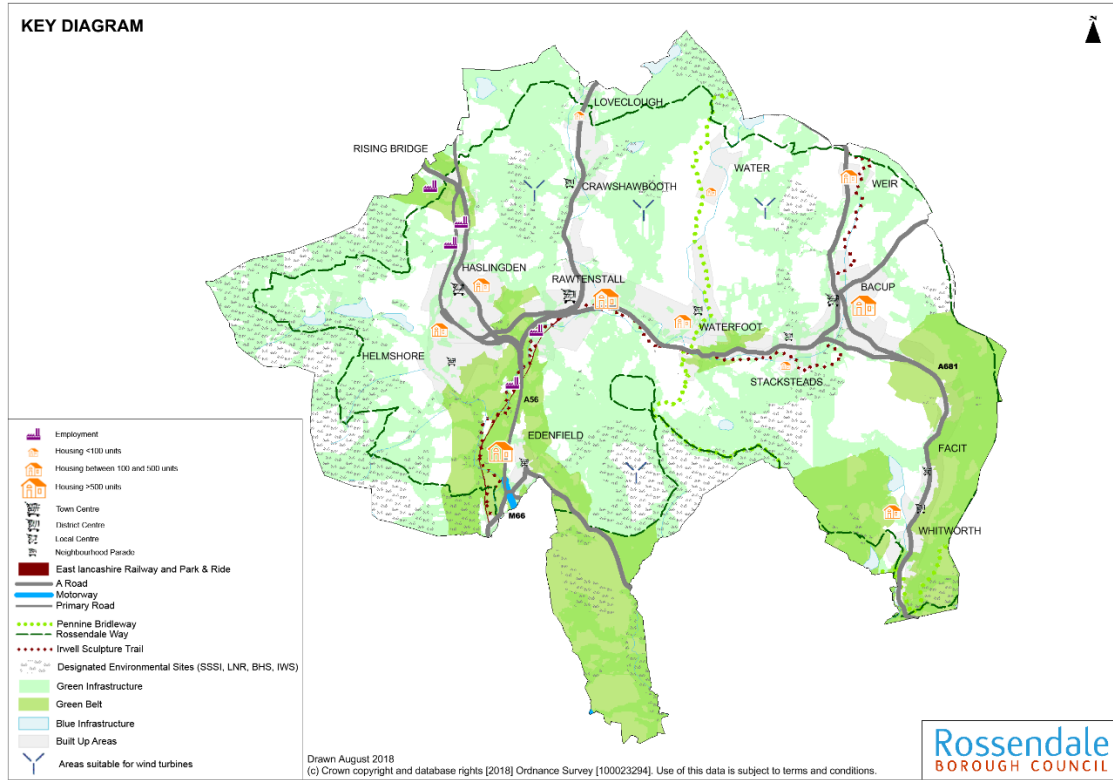 KEY DIAGRAM
N
LOVECLOUGH
RISING BRIDGE
WATER
CRAWSHAWBOOTH
WEIR
HASLINGDEN
RAWTENSTALL
BACUP
WATERFOOT
HELMSHORE
STACKSTEADS
A681
A56
EDENFIELD
FACIT
M66
WHITWORTH
Employment
Housing <100 units
Housing between 100 and 500 units
Housing >500 units
Town Centre
District Centre
Local Centre
Neighbourhood Parade
East lancashire Railway and Park & Ride
A Road
Motorway
Primary Road
Pennine Bridleway
Rossendale Way
Irwell Sculpture Trail
Designated Environmental Sites (SSSI, LNR, BHS, IWS)
Green Infrastructure
Green Belt
Blue Infrastructure
Built Up Areas
Areas suitable for wind turbines
Drawn August 2018
(c) Crown copyright and database rights [2018] Ordnance Survey [100023294]. Use of this data is subject to terms and conditions.
Rossendale
BOROUGH COUNCIL